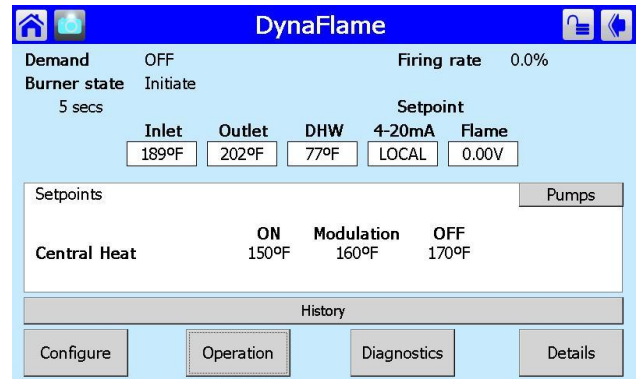 DynaFlame
Demand OFF Firing rate 0.0%
Burner state Initiate
5 secs Setpoint
Inlet Outlet DHW 4-20mA Flame
189ºF 202ºF 77ºF LOCAL 0.00V
Setpoints Pumps
ON Modulation OFF
Central Heat 150ºF 160ºF 170ºF
History
Configure Operation Diagnostics Details